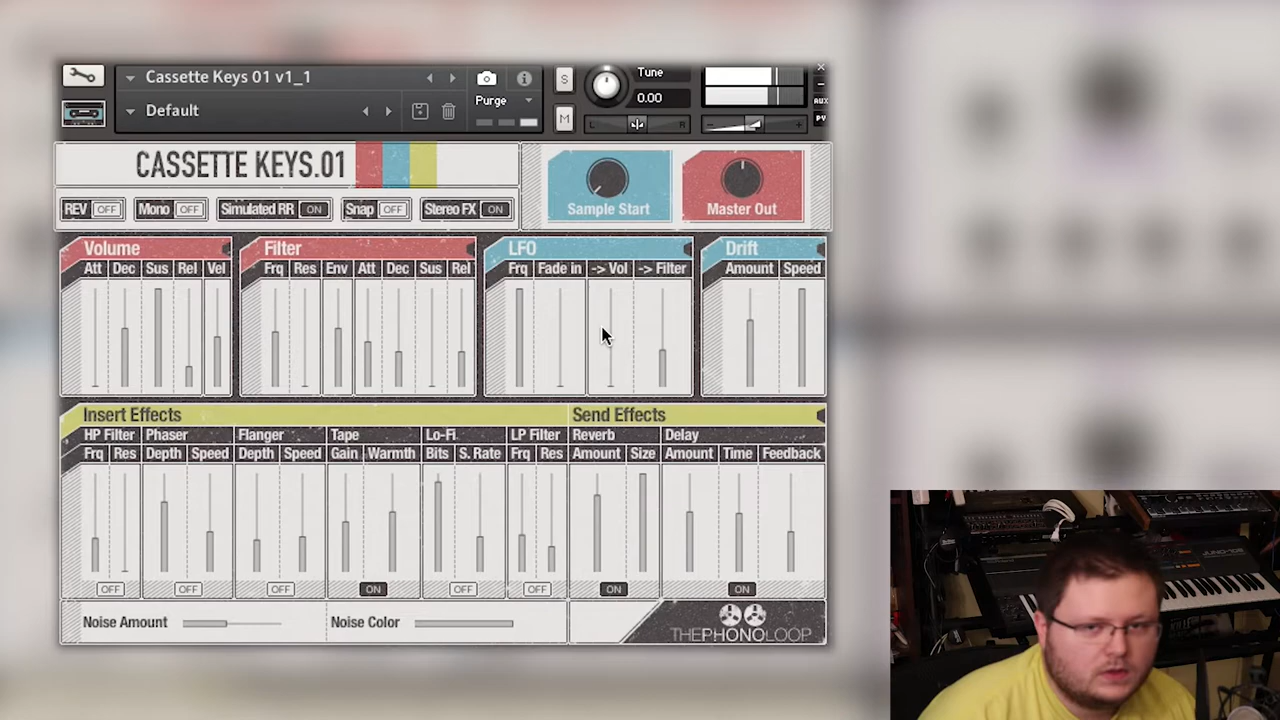 Cassette Keys 01 v1_1
Purge
S
Tune
0.00
AUX
PV
Default
M
L R
- +
CASSETTE KEYS.01
Sample Start
Master Out
REV OFF
Mono OFF
Simulated RR ON
Snap OFF
Stereo FX ON
Volume
Att Dec Sus Rel Vel
Filter
Frq Res Env Att Dec Sus Rel
LFO
Frq Fade in -> Vol -> Filter
Drift
Amount Speed
Insert Effects
HP Filter
Frq Res
OFF
Phaser
Depth Speed
OFF
Flanger
Depth Speed
OFF
Tape
Gain Warmth
ON
Lo-Fi
Bits S. Rate
OFF
LP Filter
Frq Res
OFF
Send Effects
Reverb
Amount Size
ON
Delay
Amount Time Feedback
ON
Noise Amount
Noise Color
THEPHONOLOOP
JUNO-106